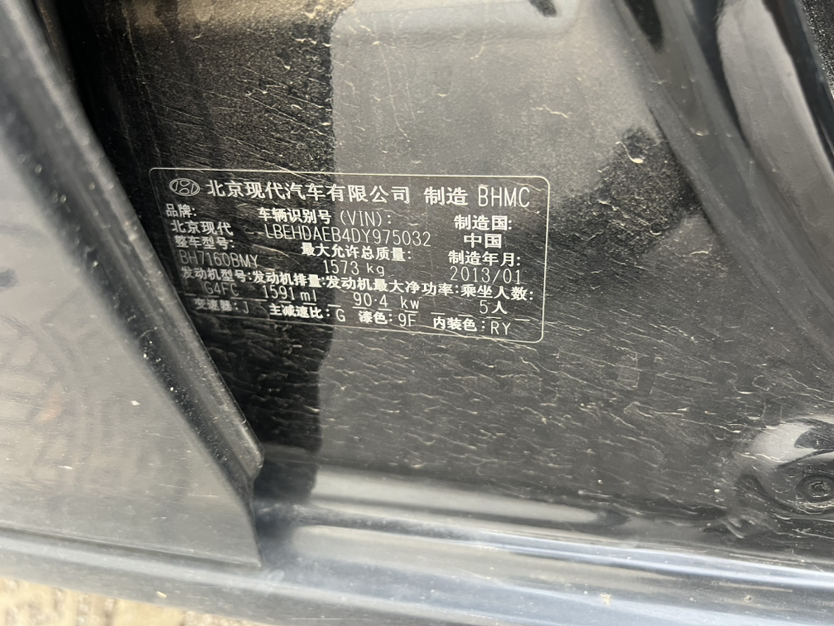 北京现代汽车有限公司 制造 BHMC
品牌: 车辆识别号(VIN): 制造国:
北京现代 LBEHDAEB4DY975032 中国
整车型号: 最大允许总质量: 制造年月:
BH7160BMY 1573 kg 2013/01
发动机型号:发动机排量:发动机最大净功率:乘坐人数:
G4FC 1591 ml 90.4 kw 5人
变速器:J 主减速比:G 漆色:9F 内装色:RY